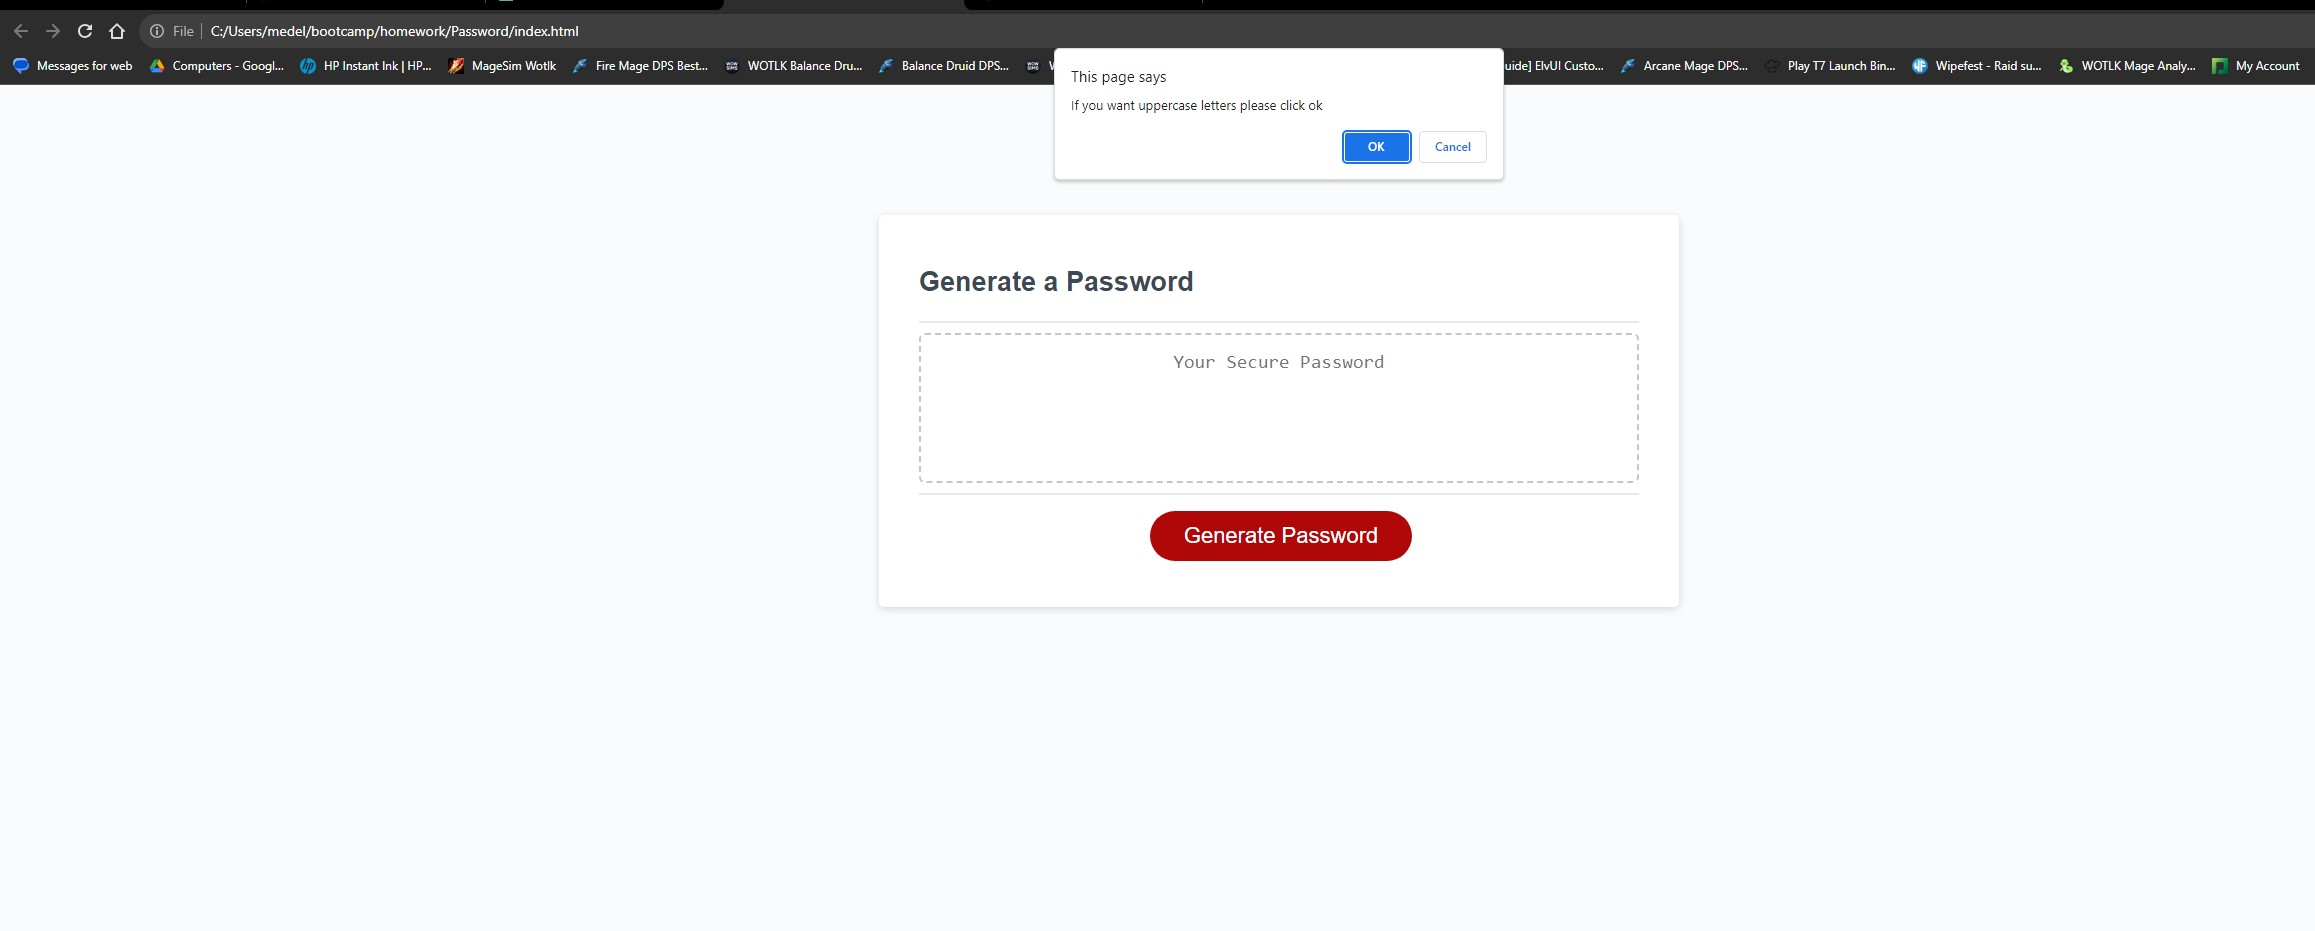 File C:/Users/medel/bootcamp/homework/Password/index.html
Messages for web Computers - Googl... HP Instant Ink | HP... MageSim Wotlk Fire Mage DPS Best... WOTLK Balance Dru... Balance Druid DPS... uide] ElvUI Custo... Arcane Mage DPS... Play T7 Launch Bin... Wipefest - Raid su... WOTLK Mage Analy... My Account
This page says
If you want uppercase letters please click ok
OK Cancel
Generate a Password
Your Secure Password
Generate Password